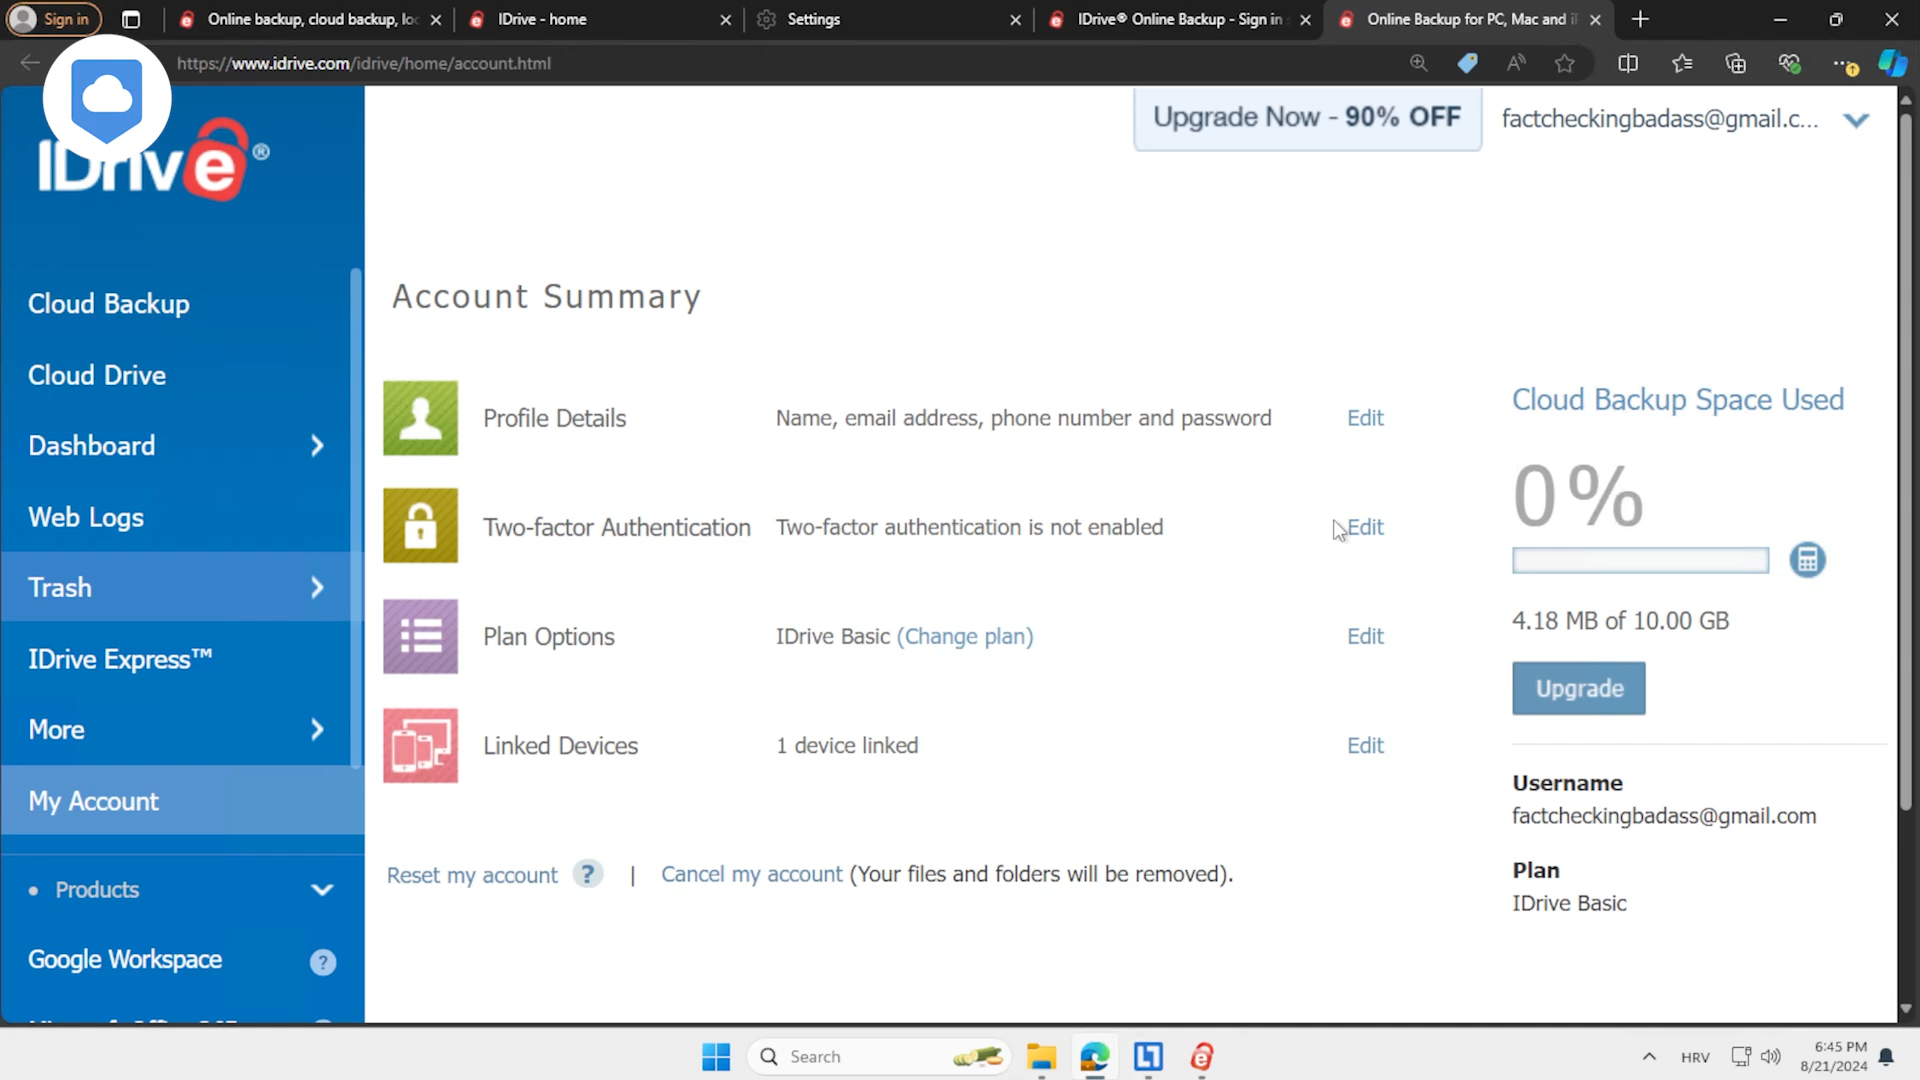 Sign in
Online backup, cloud backup, lo
IDrive - home
Settings
IDrive® Online Backup - Sign in
Online Backup for PC, Mac and iP
https://www.idrive.com/idrive/home/account.html
IDrive®
Upgrade Now - 90% OFF
factcheckingbadass@gmail.c...
Cloud Backup
Cloud Drive
Dashboard
Web Logs
Trash
IDrive Express™
More
My Account
Products
Google Workspace
?
Account Summary
Profile Details
Name, email address, phone number and password
Edit
Two-factor Authentication
Two-factor authentication is not enabled
Edit
Plan Options
IDrive Basic (Change plan)
Edit
Linked Devices
1 device linked
Edit
Reset my account ? | Cancel my account (Your files and folders will be removed).
Cloud Backup Space Used
0%
4.18 MB of 10.00 GB
Upgrade
Username
factcheckingbadass@gmail.com
Plan
IDrive Basic
Search
HRV
6:45 PM
8/21/2024